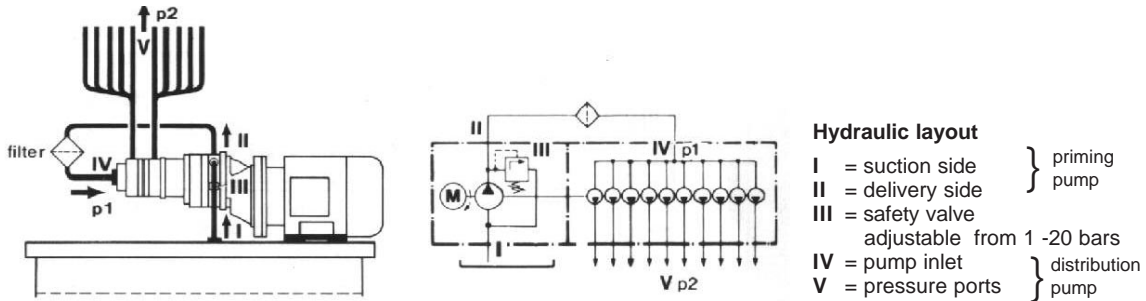 p2
V
II
filter
IV
III
p1
I
II
III
IV p1
M
I
V p2
Hydraulic layout
I = suction side
II = delivery side
} priming pump
III = safety valve
adjustable from 1 -20 bars
IV = pump inlet
V = pressure ports
} distribution pump